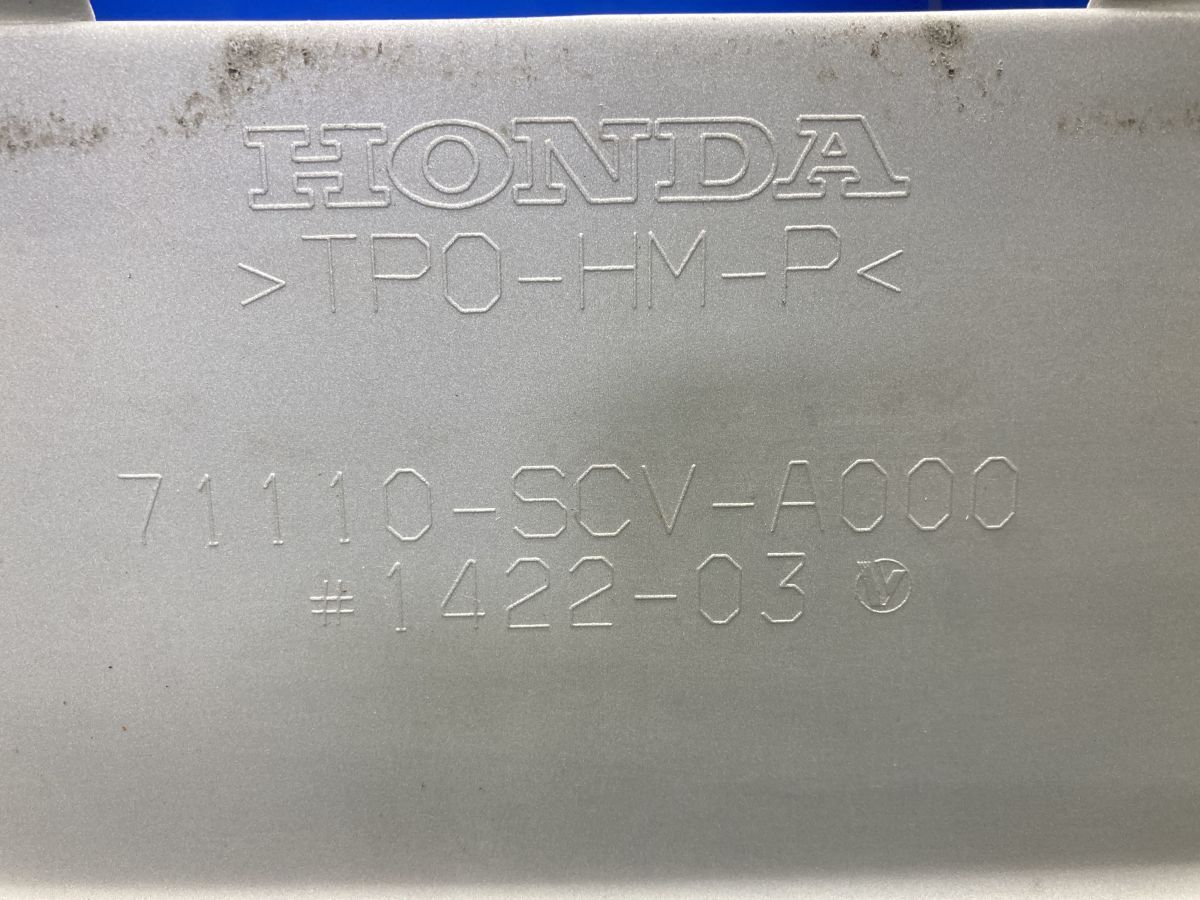 HONDA
>TPO-HM-P<
71110-SCV-A000
#1422-03 V